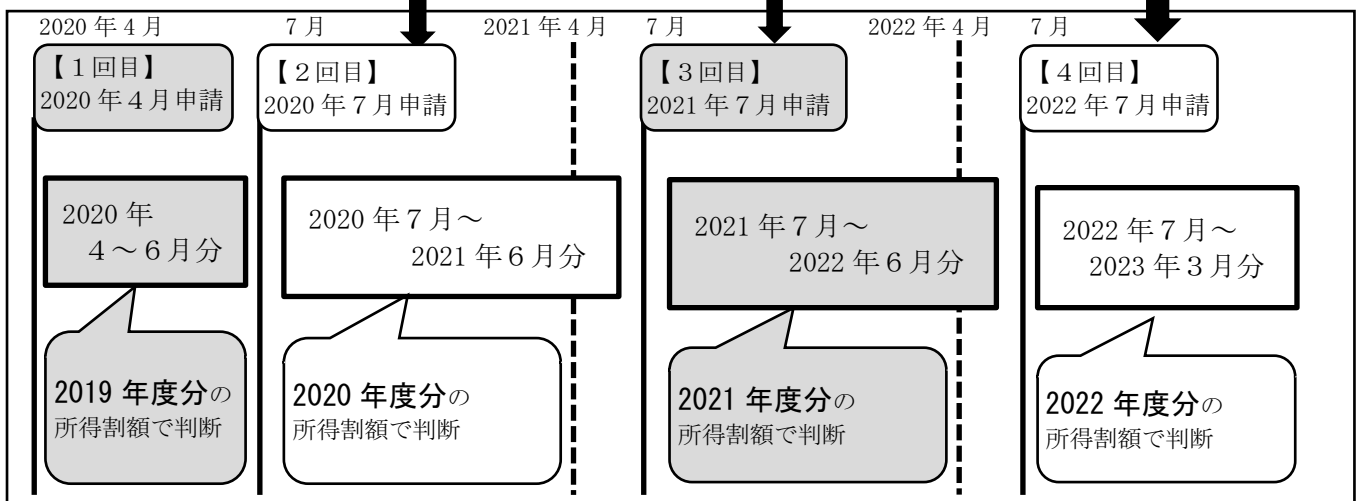 2020 年 4 月
7 月
2021 年 4 月
7 月
2022 年 4 月
7 月
【１回目】
2020 年４月申請
【２回目】
2020 年７月申請
【３回目】
2021 年７月申請
【４回目】
2022 年７月申請
2020 年
４～６月分
2020 年７月～
2021 年６月分
2021 年７月～
2022 年６月分
2022 年７月～
2023 年３月分
2019 年度分の
所得割額で判断
2020 年度分の
所得割額で判断
2021 年度分の
所得割額で判断
2022 年度分の
所得割額で判断